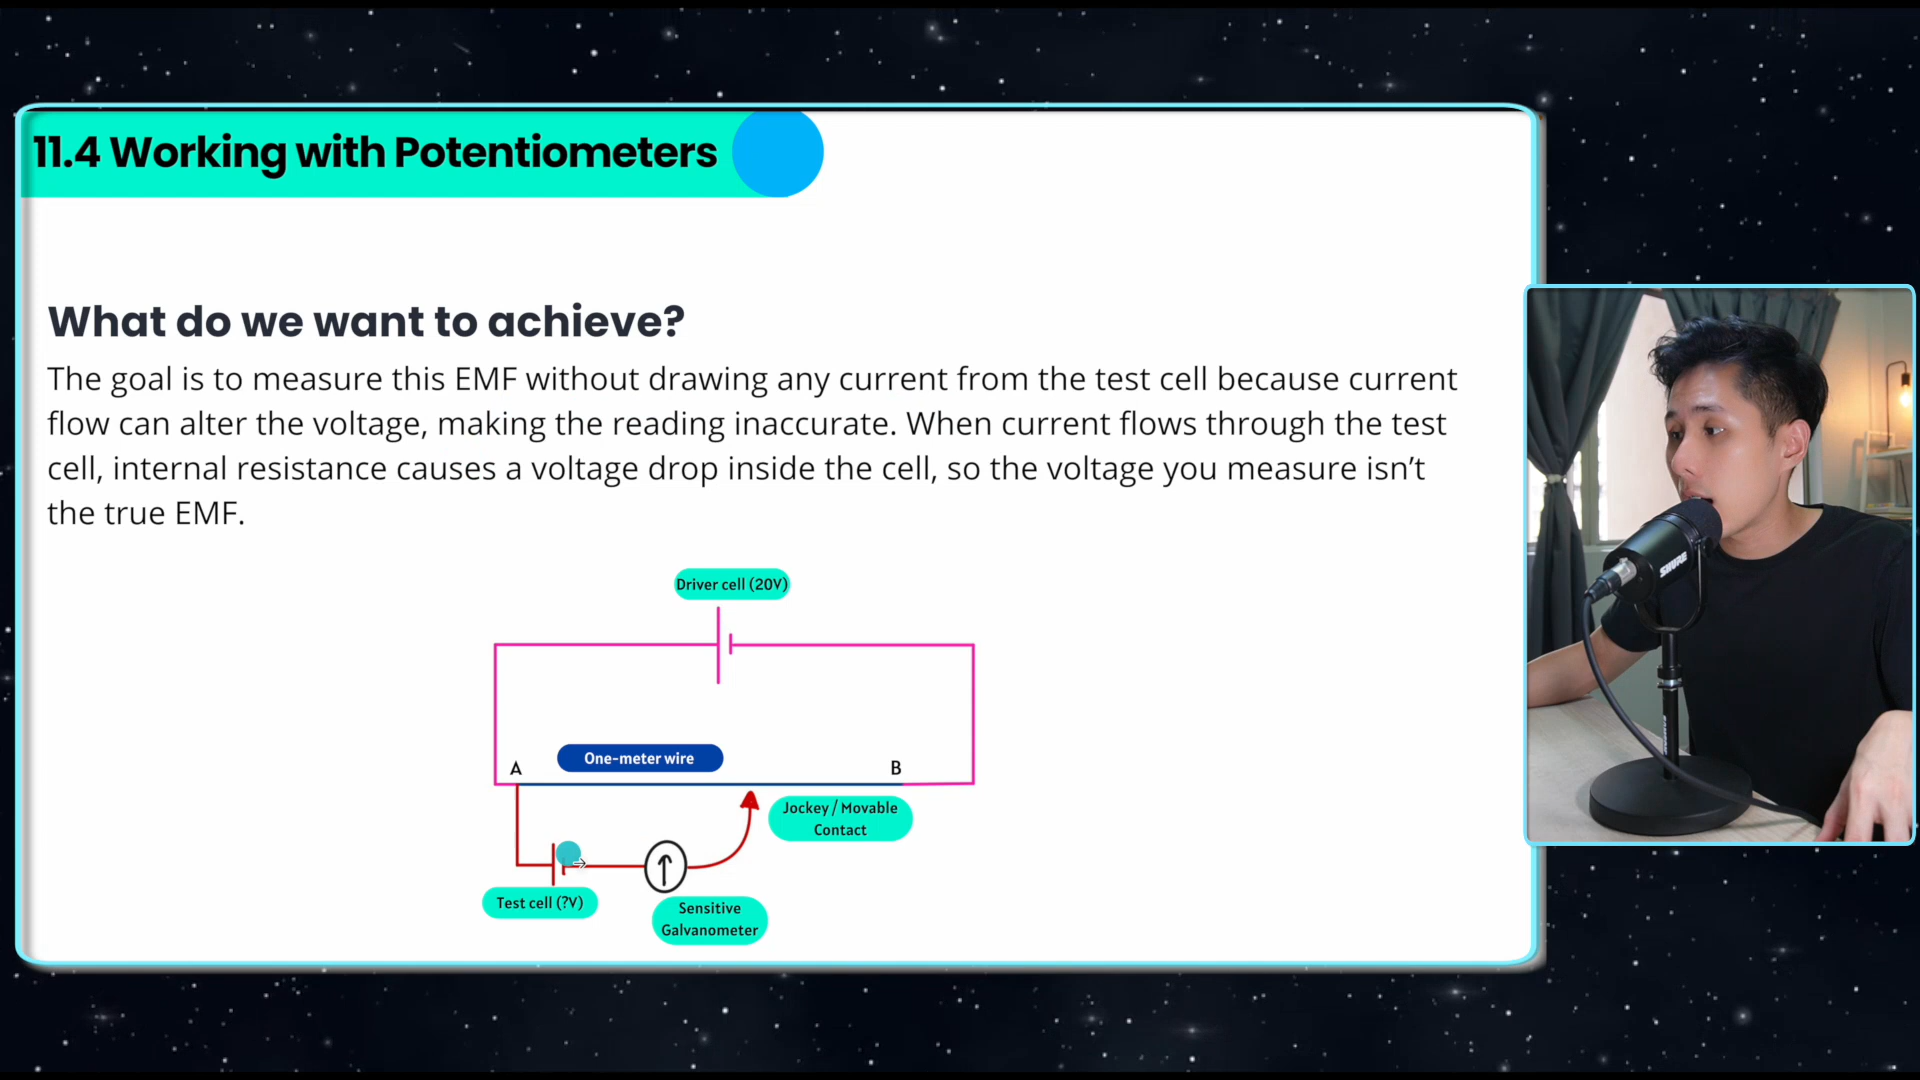 11.4 Working with Potentiometers
What do we want to achieve?
The goal is to measure this EMF without drawing any current from the test cell because current
flow can alter the voltage, making the reading inaccurate. When current flows through the test
cell, internal resistance causes a voltage drop inside the cell, so the voltage you measure isn't
the true EMF.
Driver cell (20V)
One-meter wire
A
B
Jockey / Movable
Contact
Test cell (?V)
Sensitive
Galvanometer
SHURE